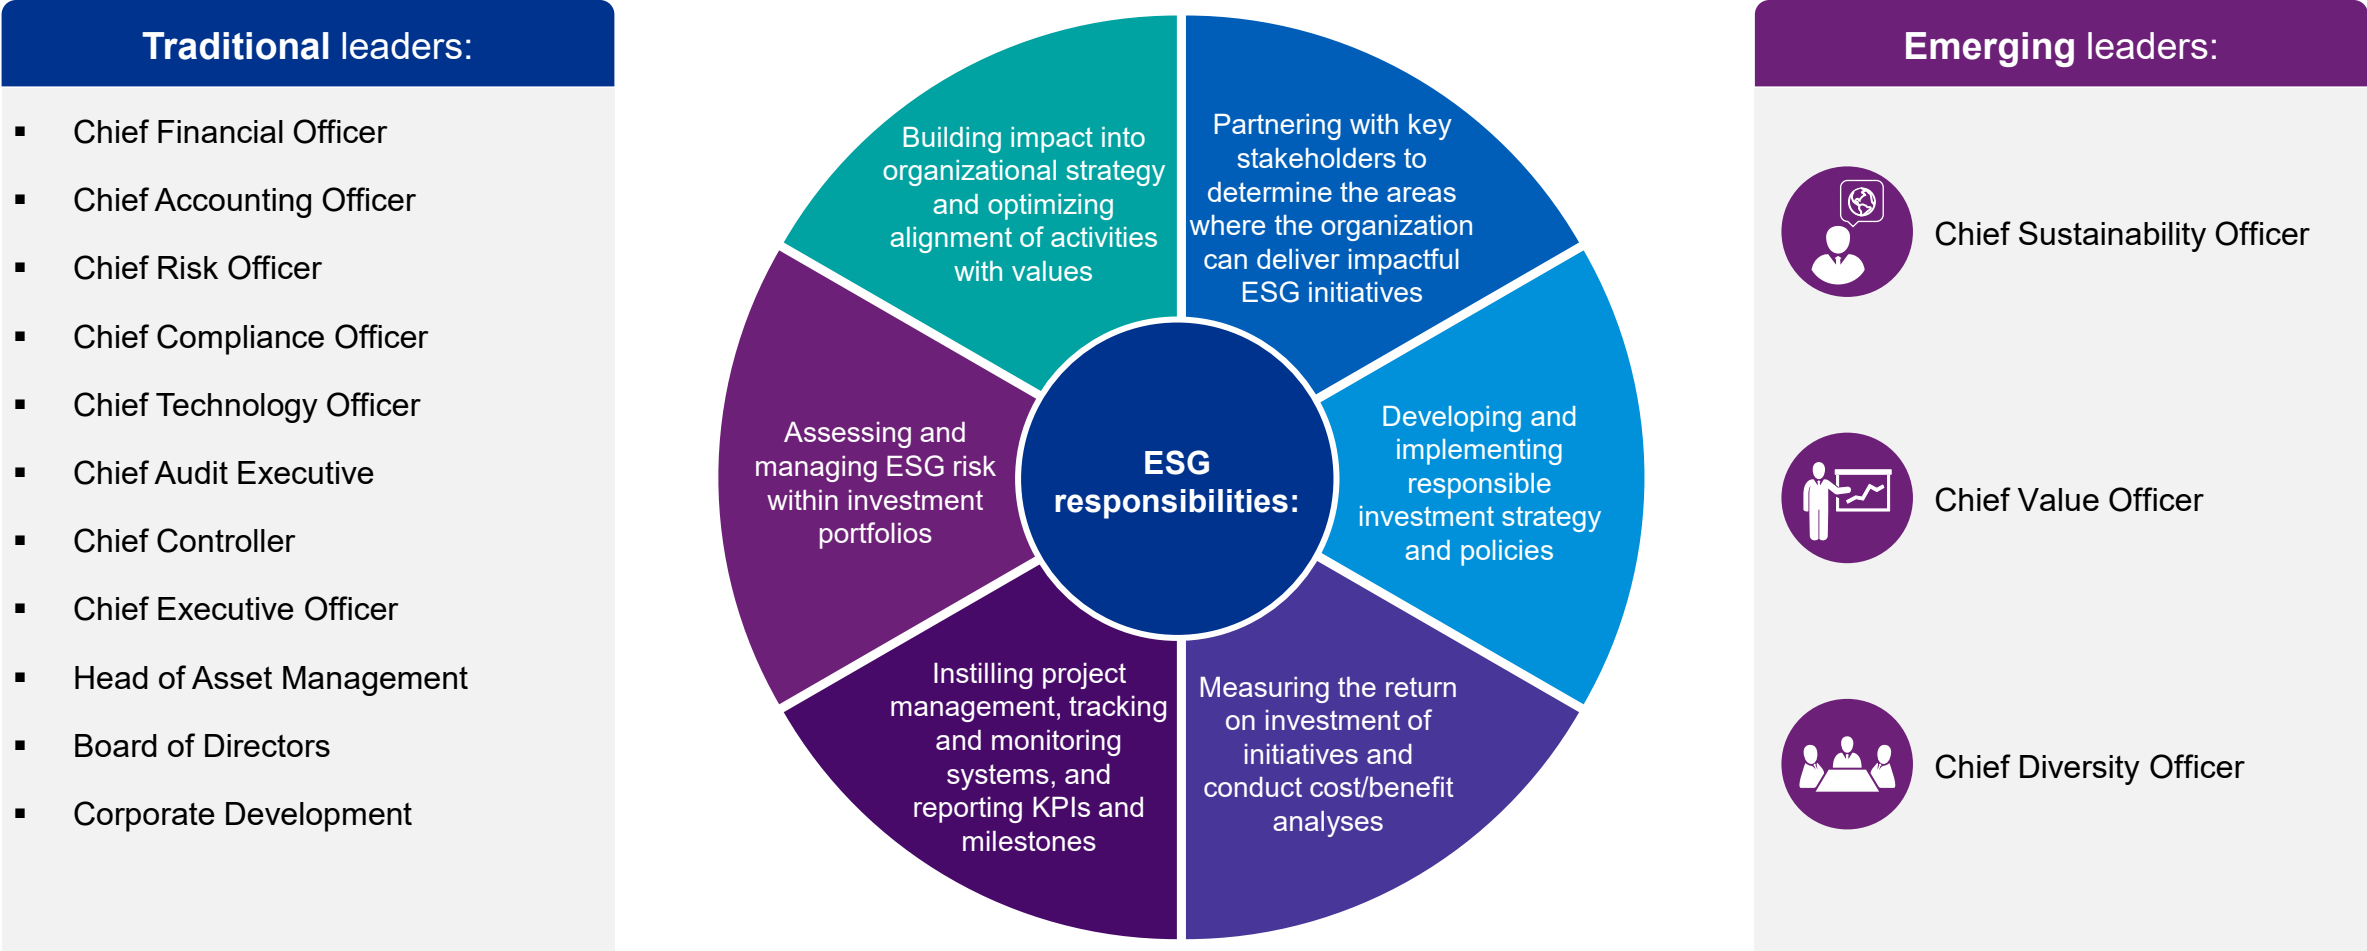 Traditional leaders:
▪ Chief Financial Officer
▪ Chief Accounting Officer
▪ Chief Risk Officer
▪ Chief Compliance Officer
▪ Chief Technology Officer
▪ Chief Audit Executive
▪ Chief Controller
▪ Chief Executive Officer
▪ Head of Asset Management
▪ Board of Directors
▪ Corporate Development
Building impact into
organizational strategy
and optimizing
alignment of activities
with values
Partnering with key
stakeholders to
determine the areas
where the organization
can deliver impactful
ESG initiatives
Assessing and
managing ESG risk
within investment
portfolios
ESG
responsibilities:
Developing and
implementing
responsible
investment strategy
and policies
Instilling project
management, tracking
and monitoring
systems, and
reporting KPIs and
milestones
Measuring the return
on investment of
initiatives and
conduct cost/benefit
analyses
Emerging leaders:
Chief Sustainability Officer
Chief Value Officer
Chief Diversity Officer